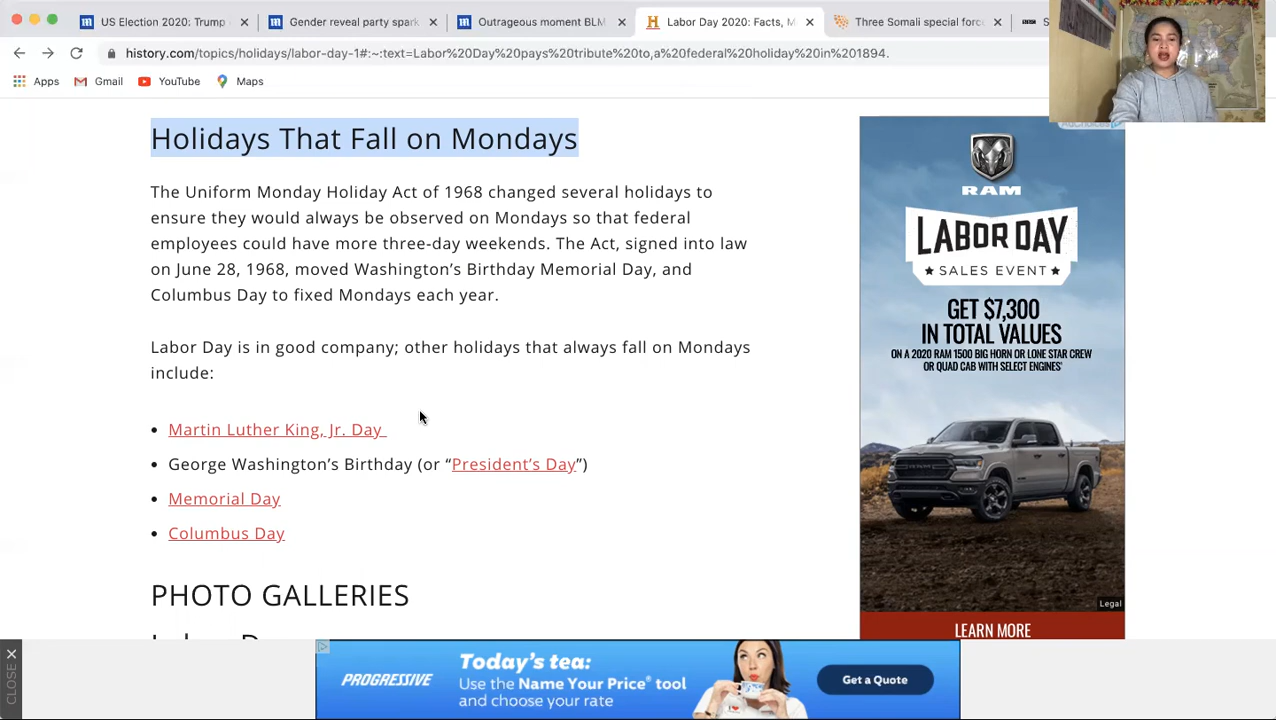 US Election 2020: Trump
Gender reveal party spark
Outrageous moment BLM
Labor Day 2020: Facts, M
Three Somali special forc
S
history.com/topics/holidays/labor-day-1#:~:text=Labor%20Day%20pays%20tribute%20to,a%20federal%20holiday%20in%201894.
Apps
Gmail
YouTube
Maps
Holidays That Fall on Mondays
The Uniform Monday Holiday Act of 1968 changed several holidays to
ensure they would always be observed on Mondays so that federal
employees could have more three-day weekends. The Act, signed into law
on June 28, 1968, moved Washington’s Birthday Memorial Day, and
Columbus Day to fixed Mondays each year.
Labor Day is in good company; other holidays that always fall on Mondays
include:
• Martin Luther King, Jr. Day
• George Washington’s Birthday (or “President’s Day”)
• Memorial Day
• Columbus Day
PHOTO GALLERIES
AdChoices
RAM
LABOR DAY
★ SALES EVENT ★
GET $7,300
IN TOTAL VALUES
ON A 2020 RAM 1500 BIG HORN OR LONE STAR CREW
OR QUAD CAB WITH SELECT ENGINES
Legal
LEARN MORE
CLOSE
PROGRESSIVE
Today's tea:
Use the Name Your Price® tool
and choose your rate
Get a Quote